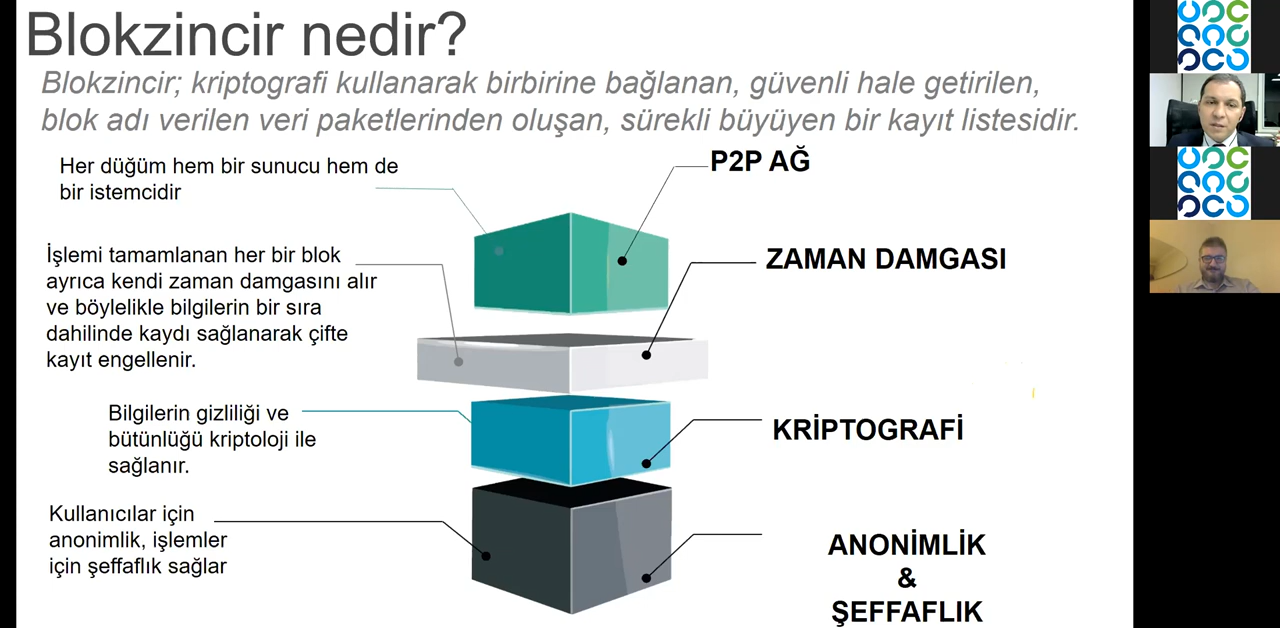 Blokzincir nedir?
Blokzincir; kriptografi kullanarak birbirine bağlanan, güvenli hale getirilen,
blok adı verilen veri paketlerinden oluşan, sürekli büyüyen bir kayıt listesidir.
Her düğüm hem bir sunucu hem de
bir istemcidir
P2P AĞ
İşlemi tamamlanan her bir blok
ayrıca kendi zaman damgasını alır
ve böylelikle bilgilerin bir sıra
dahilinde kaydı sağlanarak çifte
kayıt engellenir.
ZAMAN DAMGASI
Bilgilerin gizliliği ve
bütünlüğü kriptoloji ile
sağlanır.
KRİPTOGRAFİ
Kullanıcılar için
anonimlik, işlemler
için şeffaflık sağlar
ANONİMLİK
&
ŞEFFAFLIK